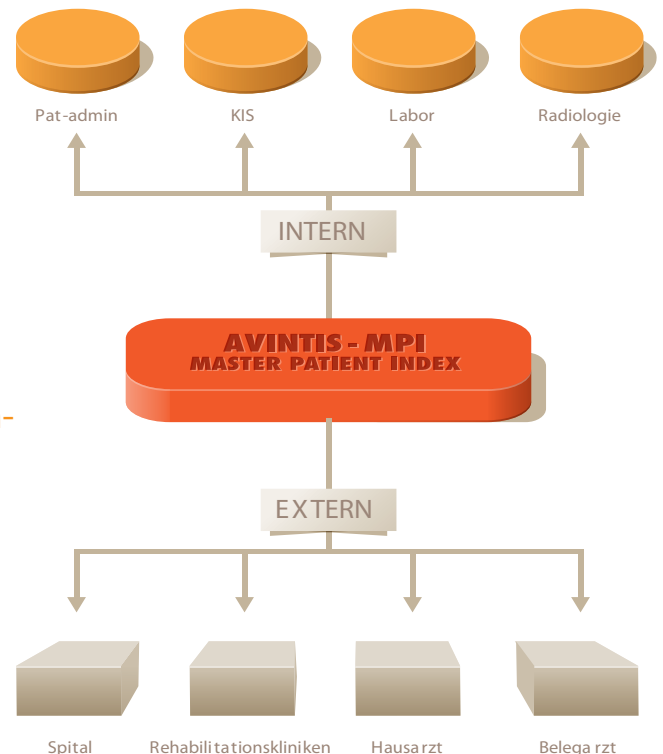 Pat-admin
KIS
Labor
Radiologie
INTERN
AVINTIS - MPI
MASTER PATIENT INDEX
EXTERN
Spital
Rehabilitationskliniken
Hausarzt
Belegarzt